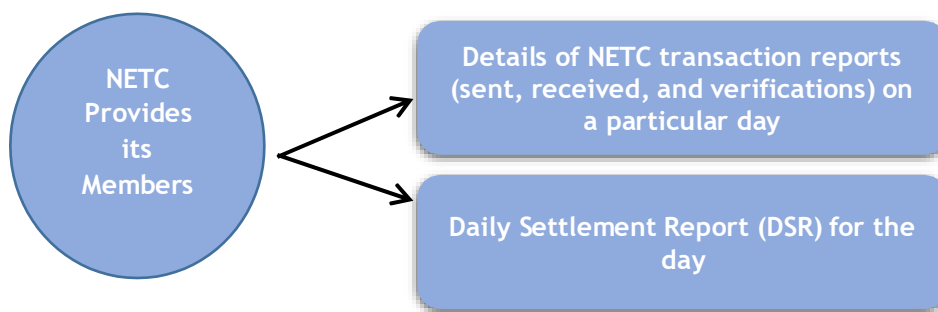 NETC
Provides
its
Members
Details of NETC transaction reports
(sent, received, and verifications) on
a particular day
Daily Settlement Report (DSR) for the
day